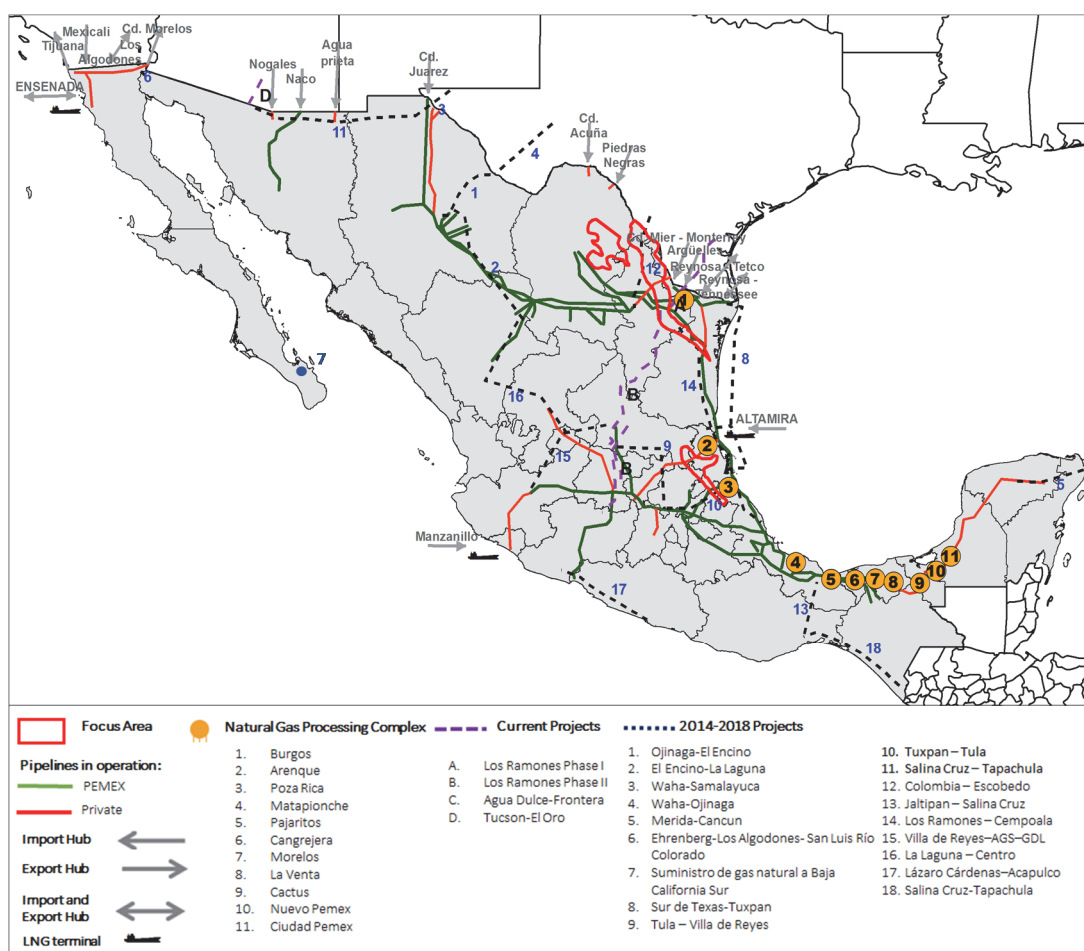 Mexicali
Cd. Morelos
Tijuana
Los
Algodones
6
ENSENADA
Nogales
Naco
Agua
prieta
D
11
Cd.
Juarez
3
4
Cd.
Acuña
Piedras
Negras
1
2
Cd. Mier - Monterrey
Argüelles
12
Reynosa - Tetco
Reynosa -
Tennessee
1
A
8
7
16
14
B
ALTAMIRA
15
9
2
B
3
10
5
Manzanillo
4
5
6
7
8
9
10
11
17
13
18
Focus Area
Pipelines in operation:
PEMEX
Private
Import Hub
Export Hub
Import and
Export Hub
LNG terminal
Natural Gas Processing Complex
1. Burgos
2. Arenque
3. Poza Rica
4. Matapionche
5. Pajaritos
6. Cangrejera
7. Morelos
8. La Venta
9. Cactus
10. Nuevo Pemex
11. Ciudad Pemex
Current Projects
A. Los Ramones Phase I
B. Los Ramones Phase II
C. Agua Dulce-Frontera
D. Tucson-El Oro
2014-2018 Projects
1. Ojinaga-El Encino
2. El Encino-La Laguna
3. Waha-Samalayuca
4. Waha-Ojinaga
5. Merida-Cancun
6. Ehrenberg-Los Algodones- San Luis Río
Colorado
7. Suministro de gas natural a Baja
California Sur
8. Sur de Texas-Tuxpan
9. Tula – Villa de Reyes
10. Tuxpan – Tula
11. Salina Cruz – Tapachula
12. Colombia – Escobedo
13. Jaltipan – Salina Cruz
14. Los Ramones – Cempoala
15. Villa de Reyes–AGS–GDL
16. La Laguna – Centro
17. Lázaro Cárdenas–Acapulco
18. Salina Cruz-Tapachula